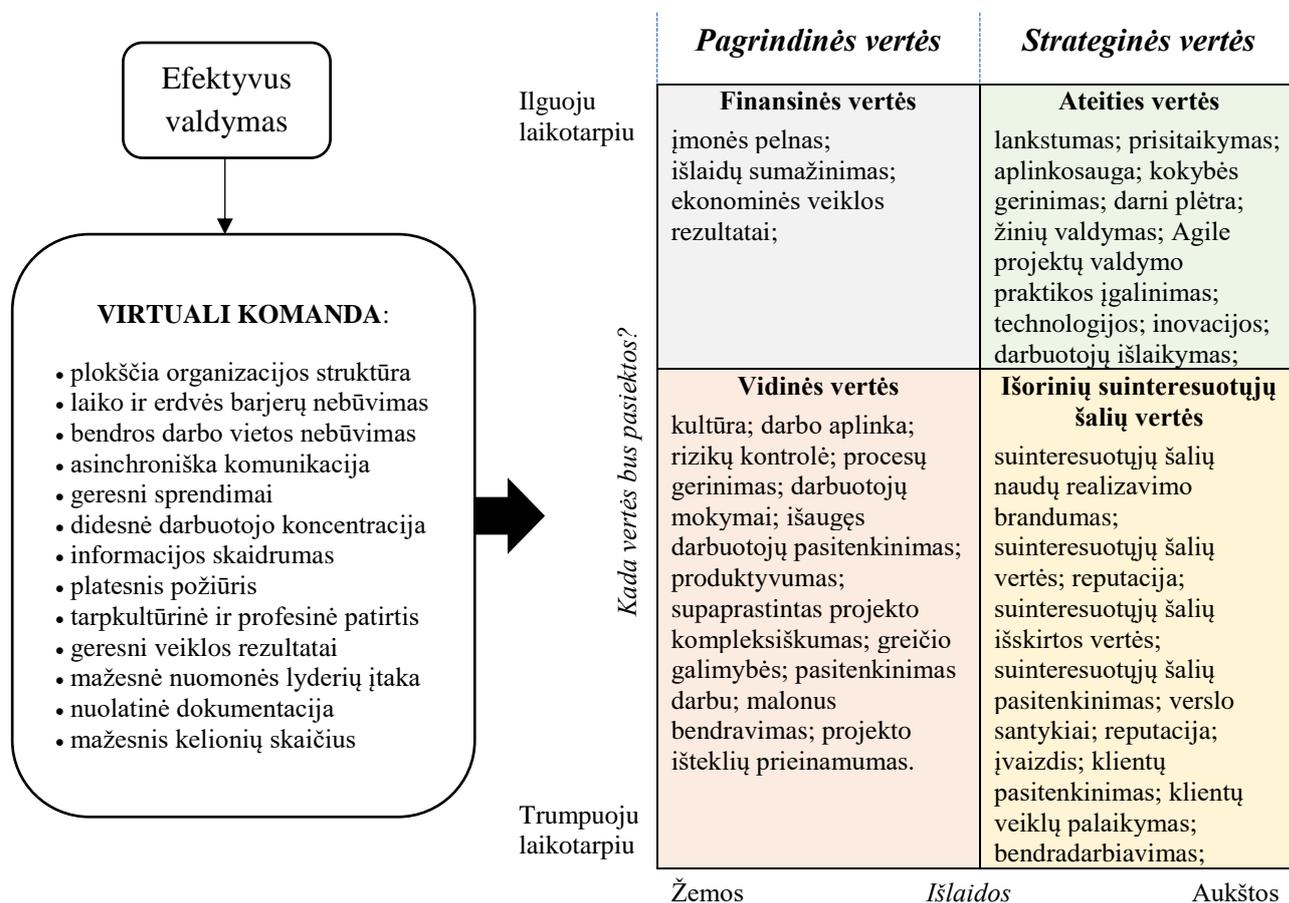 Efektyvus
valdymas
VIRTUALI KOMANDA:
• plokščia organizacijos struktūra
• laiko ir erdvės barjerų nebūvimas
• bendros darbo vietos nebūvimas
• asinchroniška komunikacija
• geresni sprendimai
• didesnė darbuotojo koncentracija
• informacijos skaidrumas
• platesnis požiūris
• tarpkultūrinė ir profesinė patirtis
• geresni veiklos rezultatai
• mažesnė nuomonės lyderių įtaka
• nuolatinė dokumentacija
• mažesnis kelionių skaičius
Ilguoju
laikotarpiu
Kada vertės bus pasiektos?
Trumpuoju
laikotarpiu
Pagrindinės vertės
Strateginės vertės
Finansinės vertės
įmonės pelnas;
išlaidų sumažinimas;
ekonominės veiklos
rezultatai;
Ateities vertės
lankstumas; prisitaikymas;
aplinkosauga; kokybės
gerinimas; darni plėtra;
žinių valdymas; Agile
projektų valdymo
praktikos įgalinimas;
technologijos; inovacijos;
darbuotojų išlaikymas;
Vidinės vertės
kultūra; darbo aplinka;
rizikų kontrolė; procesų
gerinimas; darbuotojų
mokymai; išaugęs
darbuotojų pasitenkinimas;
produktyvumas;
supaprastintas projekto
kompleksiškumas; greičio
galimybės; pasitenkinimas
darbu; malonus
bendravimas; projekto
išteklių prieinamumas.
Išorinių suinteresuotųjų
šalių vertės
suinteresuotųjų šalių
naudų realizavimo
brandumas;
suinteresuotųjų šalių
vertės; reputacija;
suinteresuotųjų šalių
išskirtos vertės;
suinteresuotųjų šalių
pasitenkinimas; verslo
santykiai; reputacija;
įvaizdis; klientų
pasitenkinimas; klientų
veiklų palaikymas;
bendradarbiavimas;
Žemos
Išlaidos
Aukštos